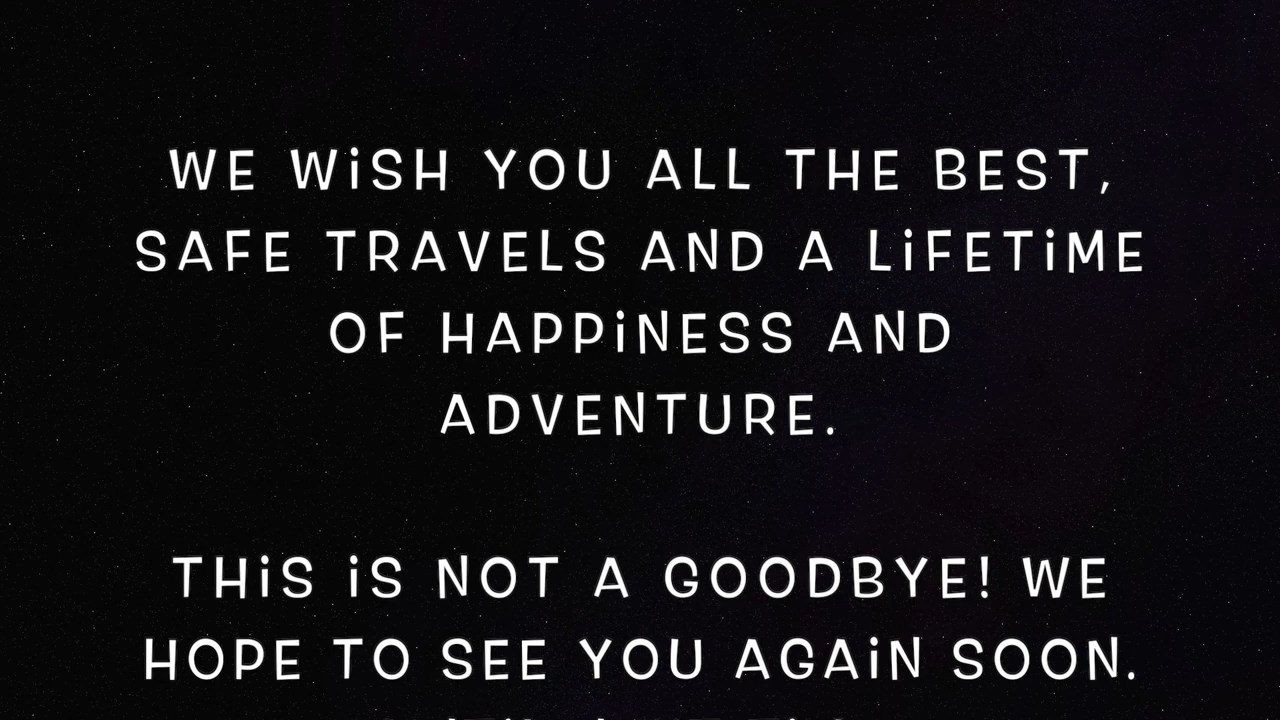 WE WiSH YOU ALL THE BEST,
SAFE TRAVELS AND A LiFETiME
OF HAPPiNESS AND
ADVENTURE.
THiS iS NOT A GOODBYE! WE
HOPE TO SEE YOU AGAiN SOON.